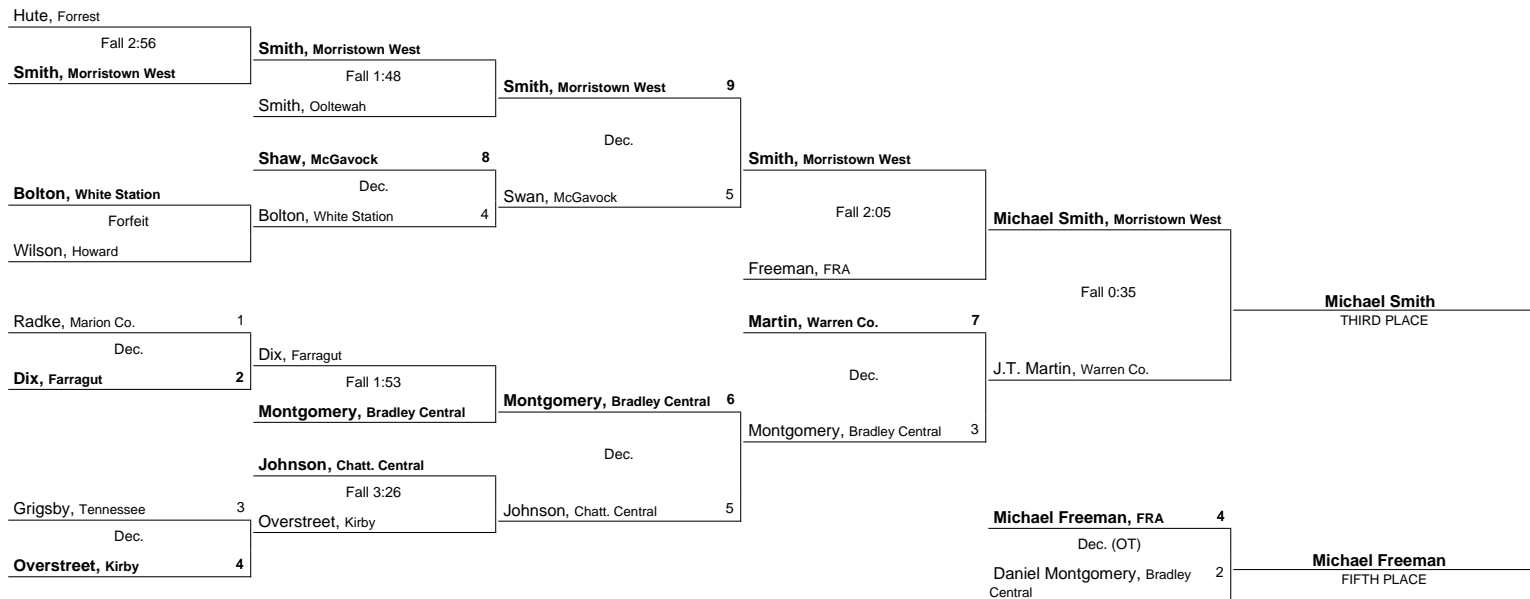 Hute, Forrest
Fall 2:56
Smith, Morristown West
Bolton, White Station
Forfeit
Wilson, Howard
Radke, Marion Co. 1
Dec.
Dix, Farragut 2
Grigsby, Tennessee 3
Dec.
Overstreet, Kirby 4
Smith, Morristown West
Fall 1:48
Smith, Ooltewah
Shaw, McGavock 8
Dec.
Bolton, White Station 4
Dix, Farragut
Fall 1:53
Montgomery, Bradley Central
Johnson, Chatt. Central
Fall 3:26
Overstreet, Kirby
Smith, Morristown West 9
Dec.
Swan, McGavock 5
Montgomery, Bradley Central 6
Dec.
Johnson, Chatt. Central 5
Smith, Morristown West
Fall 2:05
Freeman, FRA
Martin, Warren Co. 7
Dec.
Montgomery, Bradley Central 3
Michael Smith, Morristown West
Fall 0:35
J.T. Martin, Warren Co.
Michael Smith
THIRD PLACE
Michael Freeman, FRA 4
Dec. (OT)
Daniel Montgomery, Bradley 2
Central
Michael Freeman
FIFTH PLACE